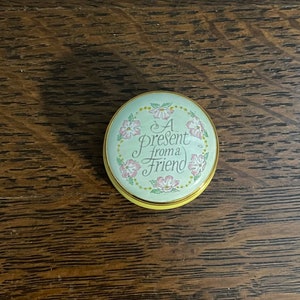 A
Present
from a
Friend